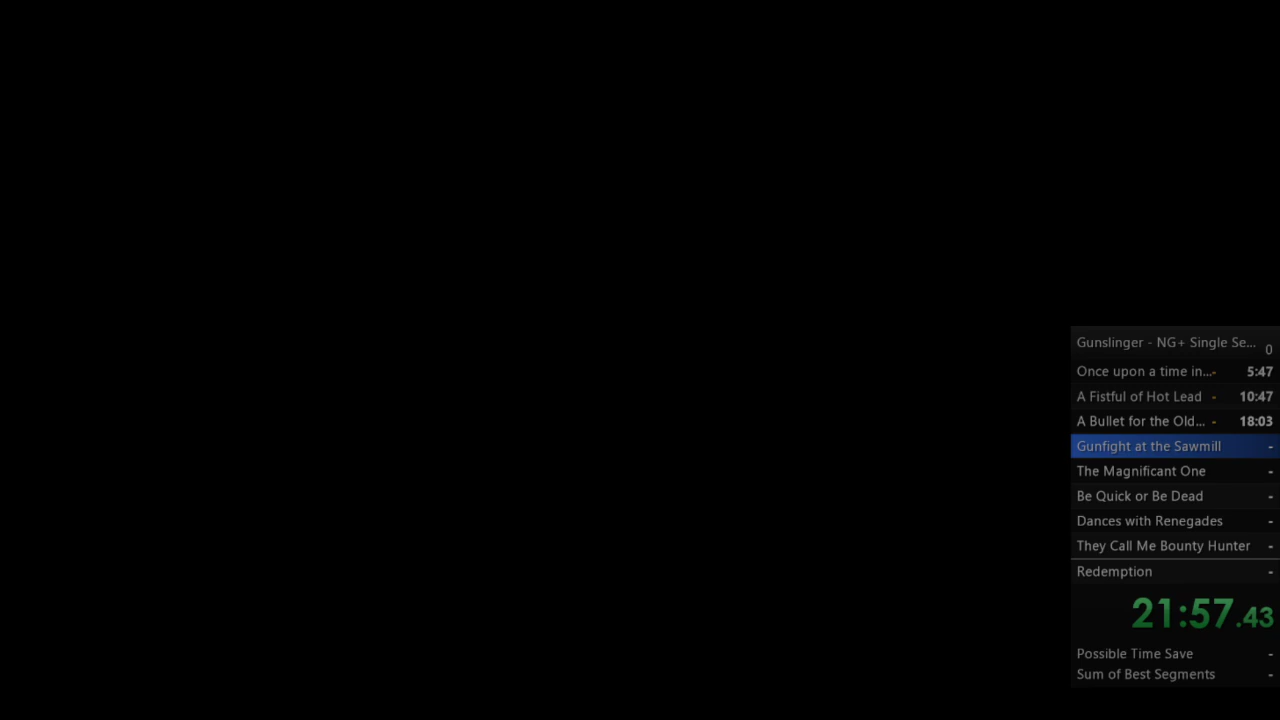 Gunslinger - NG+ Single Se... 0
Once upon a time in... - 5:47
A Fistful of Hot Lead - 10:47
A Bullet for the Old... - 18:03
Gunfight at the Sawmill -
The Magnificant One -
Be Quick or Be Dead -
Dances with Renegades -
They Call Me Bounty Hunter -
Redemption -
21:57.43
Possible Time Save -
Sum of Best Segments -